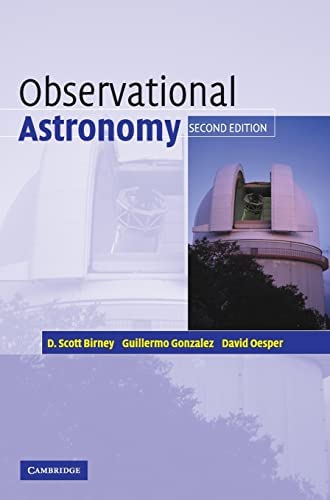 Observational
Astronomy SECOND EDITION
D. Scott Birney Guillermo Gonzalez David Oesper
CAMBRIDGE